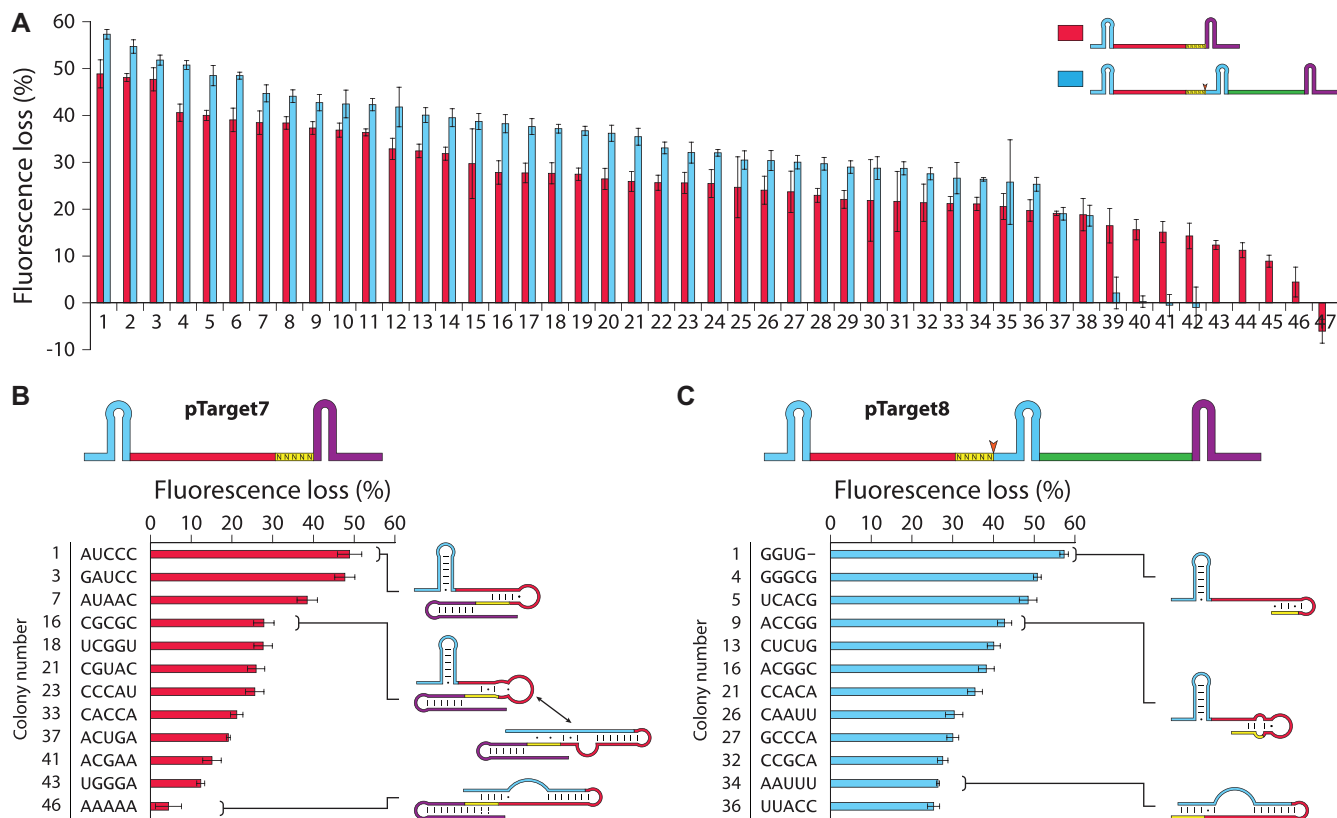 A
Fluorescence loss (%)
60
50
40
30
20
10
0
-10
NNNN
NNNN
1 2 3 4 5 6 7 8 9 10 11 12 13 14 15 16 17 18 19 20 21 22 23 24 25 26 27 28 29 30 31 32 33 34 35 36 37 38 39 40 41 42 43 44 45 46 47
B
pTarget7
NNNNN
Fluorescence loss (%)
0 10 20 30 40 50 60
Colony number
1 AUCCC
3 GAUCC
7 AUAAC
16 CGCGC
18 UCGGU
21 CGUAC
23 CCCAU
33 CACCA
37 ACUGA
41 ACGAA
43 UGGGA
46 AAAAA
C
pTarget8
NNNNN
Fluorescence loss (%)
0 10 20 30 40 50 60
Colony number
1 GGUG–
4 GGGCG
5 UCACG
9 ACCGG
13 CUCUG
16 ACGGC
21 CCACA
26 CAAUU
27 GCCCA
32 CCGCA
34 AAUUU
36 UUACC